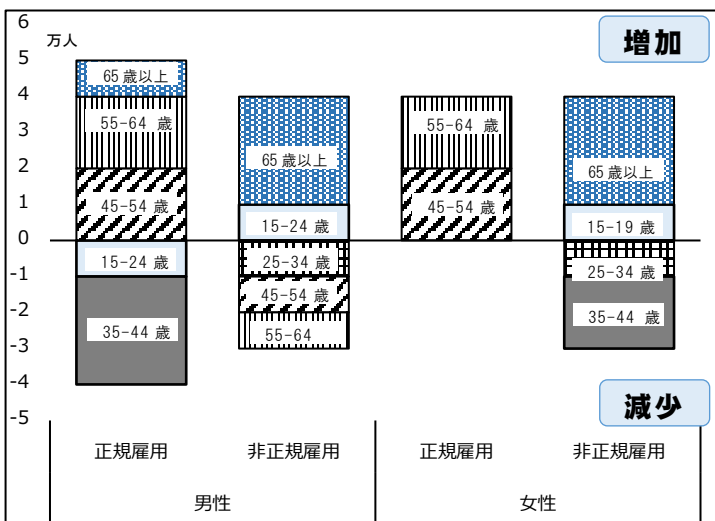 6
万人
増加
5
65歳以上
4
55-64 歳
55-64 歳
3
65歳以上
65歳以上
2
45-54 歳
45-54 歳
1
15-24 歳
15-19 歳
0
15-24 歳
25-34 歳
25-34 歳
-1
45-54 歳
-2
35-44 歳
55-64
35-44 歳
-3
-4
減少
-5
正規雇用
非正規雇用
正規雇用
非正規雇用
男性
女性